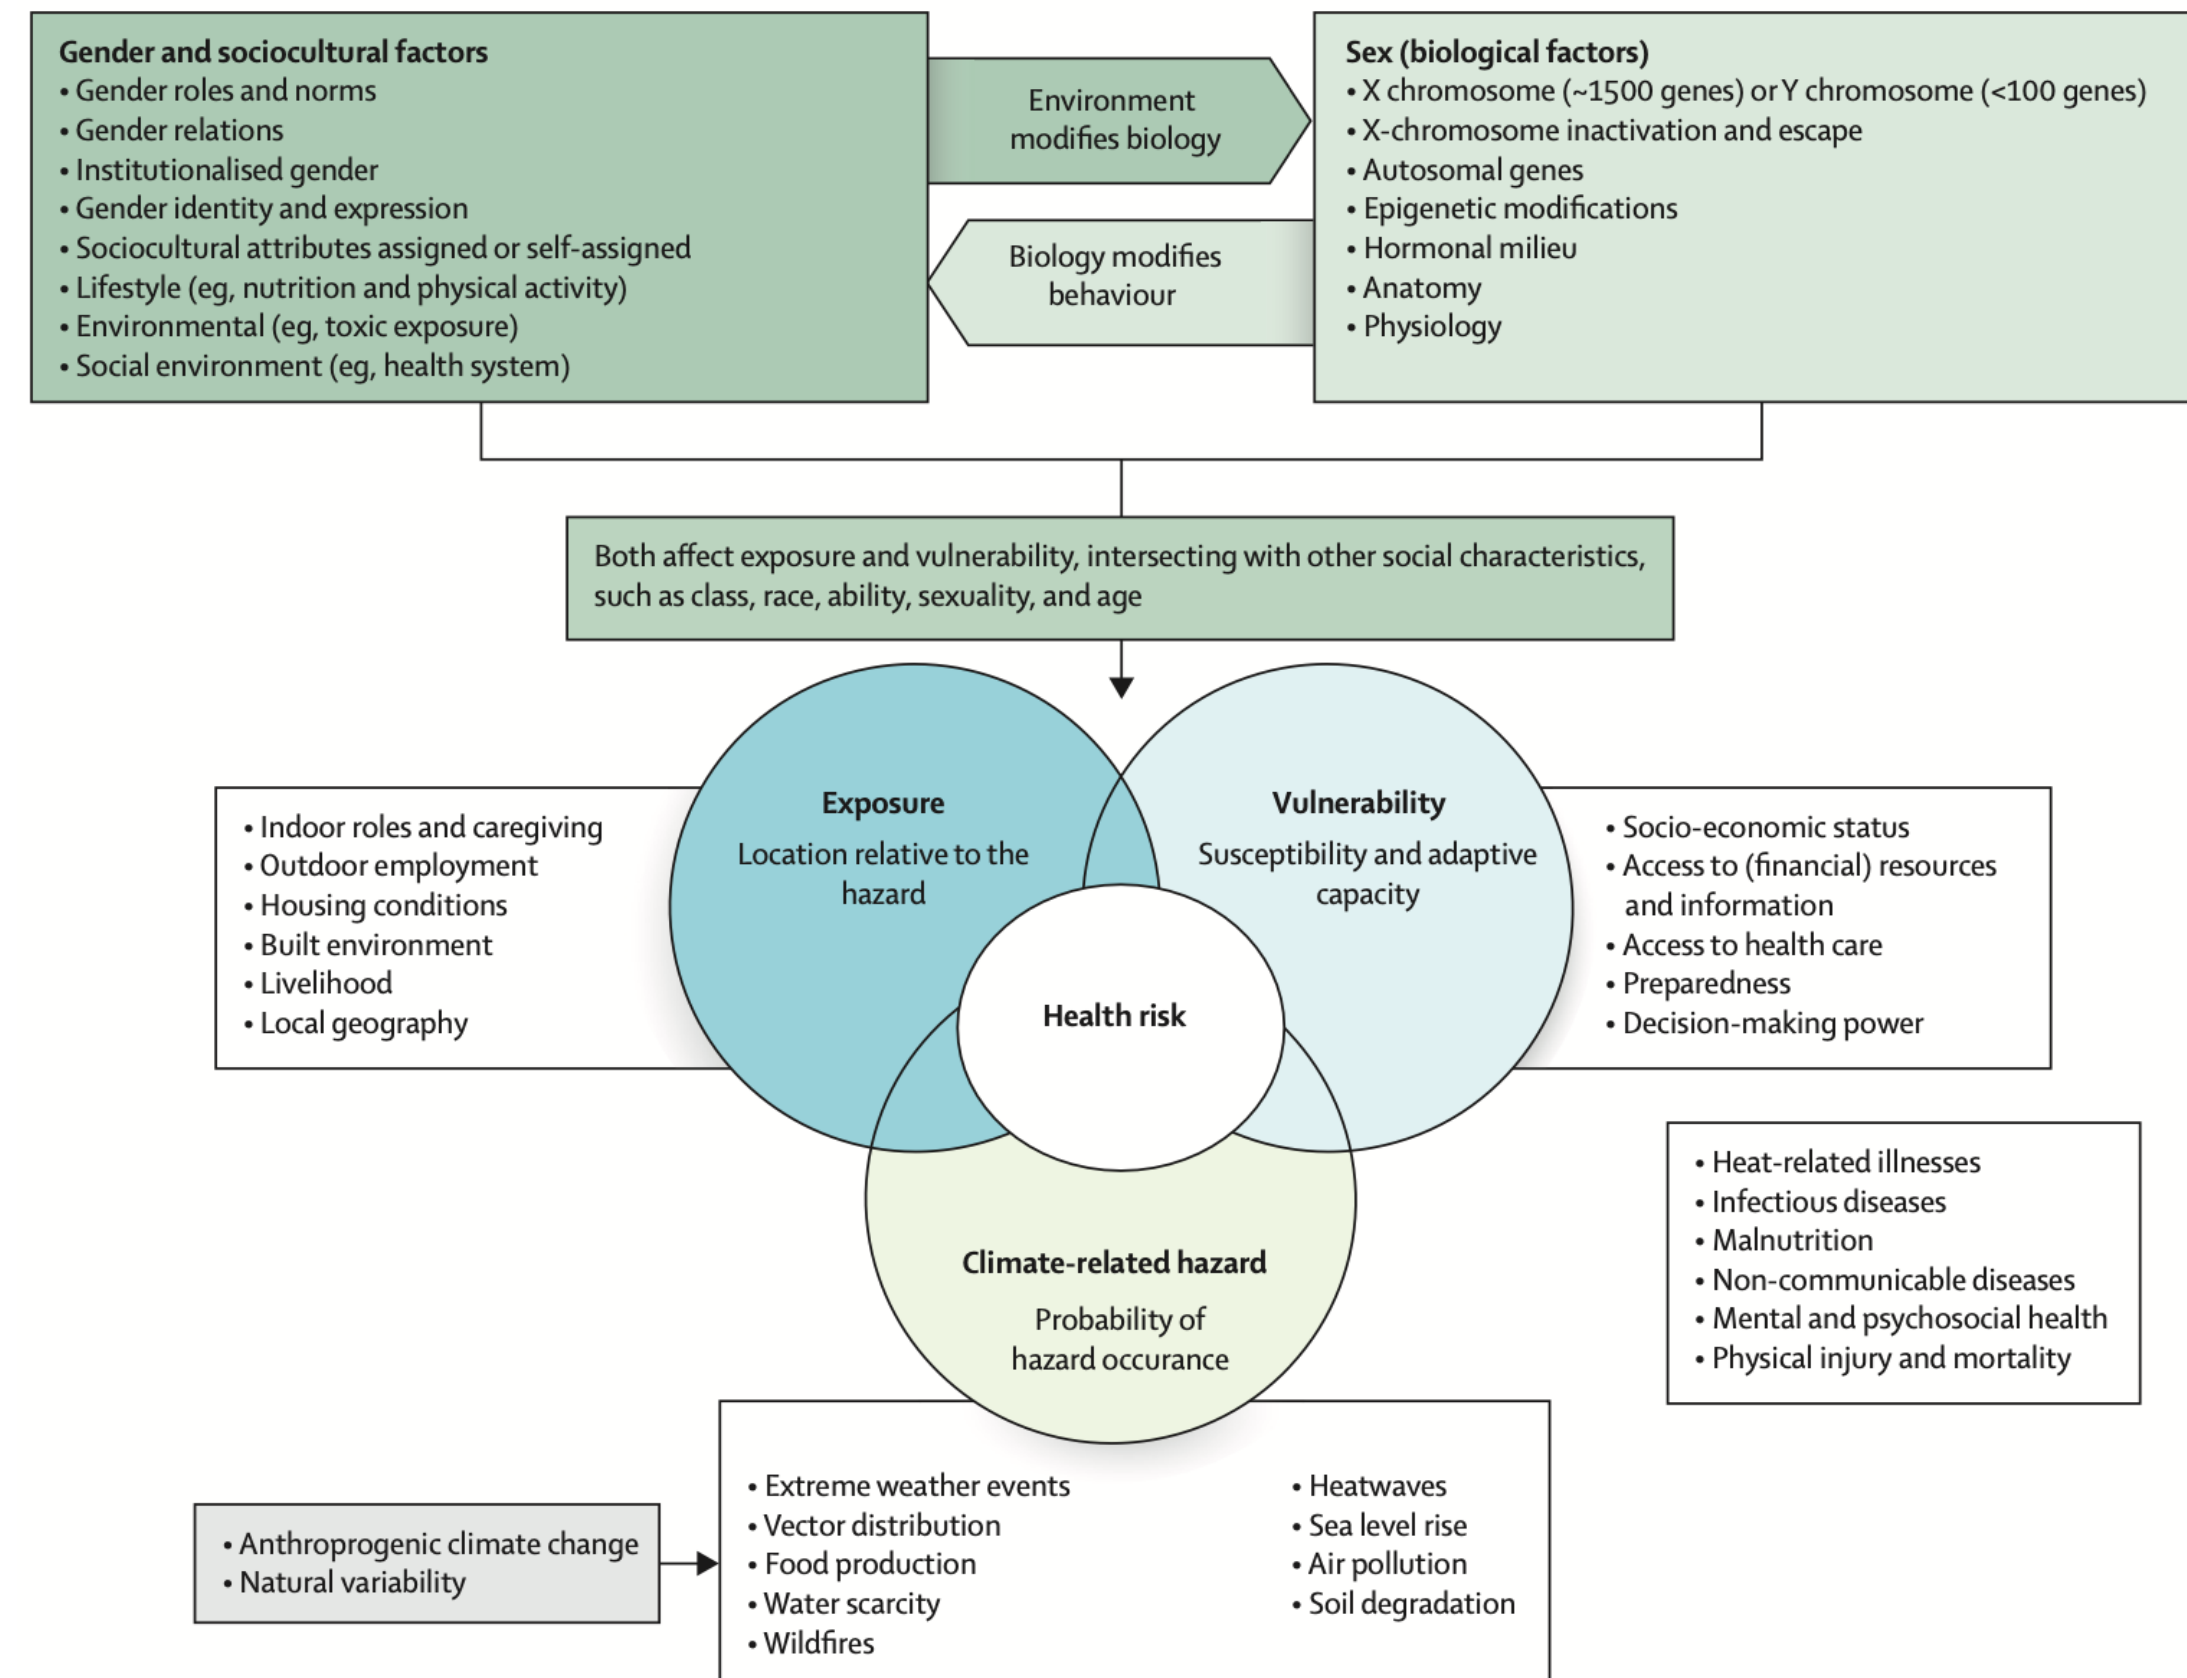 Gender and sociocultural factors
• Gender roles and norms
• Gender relations
• Institutionalised gender
• Gender identity and expression
• Sociocultural attributes assigned or self-assigned
• Lifestyle (eg, nutrition and physical activity)
• Environmental (eg, toxic exposure)
• Social environment (eg, health system)
Environment
modifies biology
Biology modifies
behaviour
Sex (biological factors)
• X chromosome (~1500 genes) or Y chromosome (<100 genes)
• X-chromosome inactivation and escape
• Autosomal genes
• Epigenetic modifications
• Hormonal milieu
• Anatomy
• Physiology
Both affect exposure and vulnerability, intersecting with other social characteristics,
such as class, race, ability, sexuality, and age
• Indoor roles and caregiving
• Outdoor employment
• Housing conditions
• Built environment
• Livelihood
• Local geography
Exposure
Location relative to the
hazard
Vulnerability
Susceptibility and adaptive
capacity
• Socio-economic status
• Access to (financial) resources
and information
• Access to health care
• Preparedness
• Decision-making power
Health risk
• Heat-related illnesses
• Infectious diseases
• Malnutrition
• Non-communicable diseases
• Mental and psychosocial health
• Physical injury and mortality
Climate-related hazard
Probability of
hazard occurance
• Anthroprogenic climate change
• Natural variability
• Extreme weather events
• Vector distribution
• Food production
• Water scarcity
• Wildfires
• Heatwaves
• Sea level rise
• Air pollution
• Soil degradation